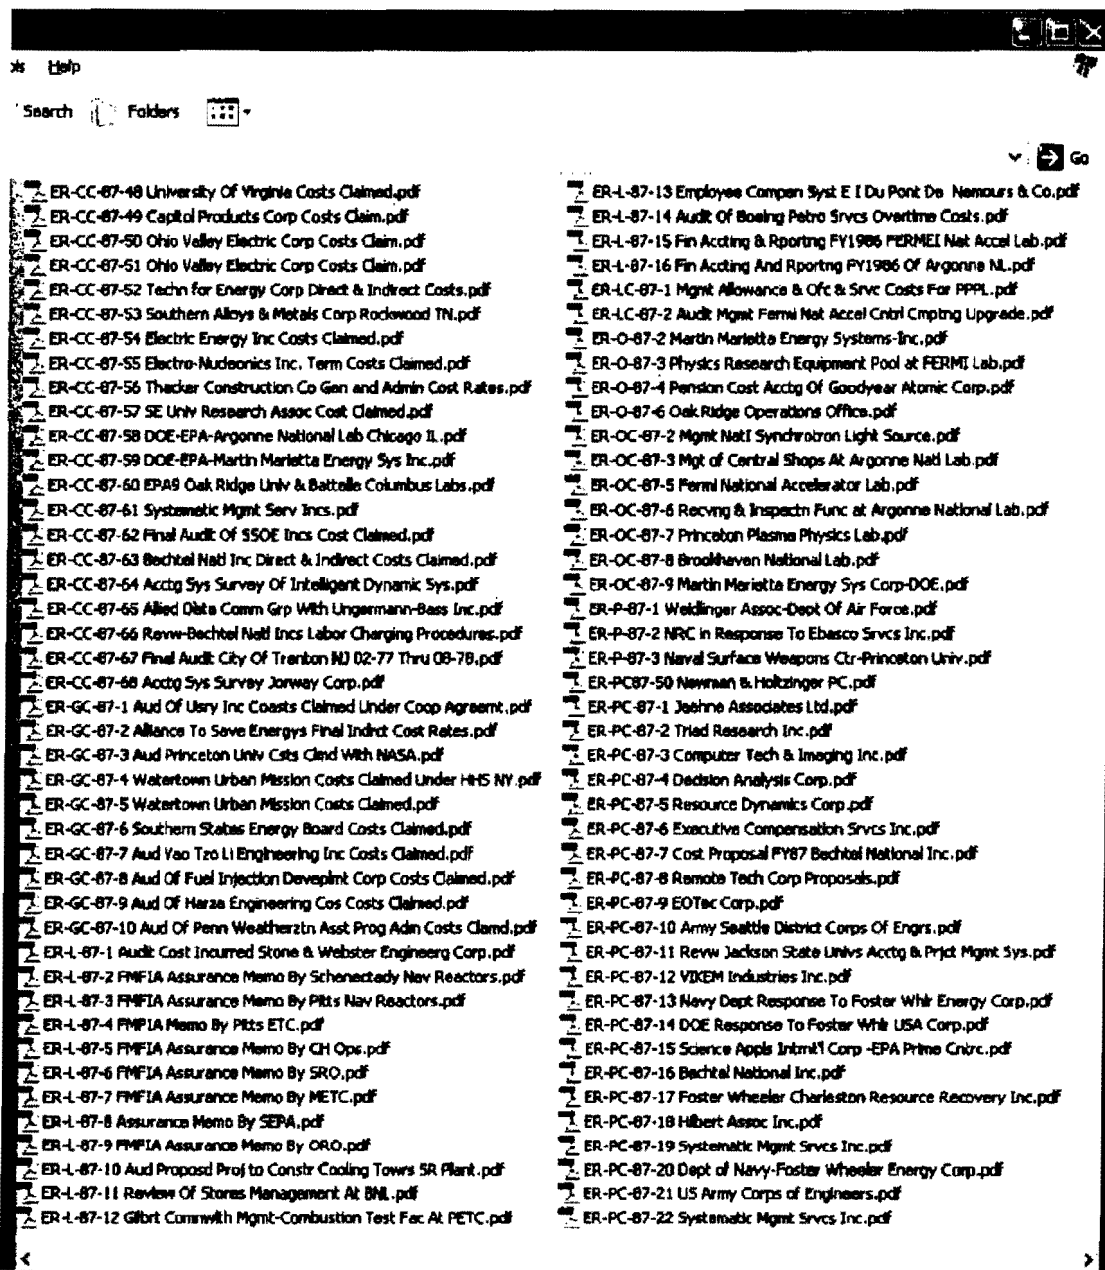 Help
Search Folders
Go
ER-CC-87-48 University Of Virginia Costs Claimed.pdf
ER-CC-87-49 Capitol Products Corp Costs Claim.pdf
ER-CC-87-50 Ohio Valley Electric Corp Costs Claim.pdf
ER-CC-87-51 Ohio Valley Electric Corp Costs Claim.pdf
ER-CC-87-52 Techn for Energy Corp Direct & Indirect Costs.pdf
ER-CC-87-53 Southern Alloys & Metals Corp Rockwood TN.pdf
ER-CC-87-54 Electric Energy Inc Costs Claimed.pdf
ER-CC-87-55 Electro-Nucleonics Inc. Term Costs Claimed.pdf
ER-CC-87-56 Thacker Construction Co Gen and Admin Cost Rates.pdf
ER-CC-87-57 SE Univ Research Assoc Cost Claimed.pdf
ER-CC-87-58 DOE-EPA-Argonne National Lab Chicago IL.pdf
ER-CC-87-59 DOE-EPA-Martin Marietta Energy Sys Inc.pdf
ER-CC-87-60 EPA9 Oak Ridge Univ & Battelle Columbus Labs.pdf
ER-CC-87-61 Systematic Mgmt Serv Incs.pdf
ER-CC-87-62 Final Audit Of SSOE Incs Cost Claimed.pdf
ER-CC-87-63 Bechtel Natl Inc Direct & Indirect Costs Claimed.pdf
ER-CC-87-64 Acctg Sys Survey Of Intelligent Dynamic Sys.pdf
ER-CC-87-65 Allied Data Comm Grp With Ungermann-Bass Inc.pdf
ER-CC-87-66 Revw-Bechtel Natl Incs Labor Charging Procedures.pdf
ER-CC-87-67 Final Audit City Of Trenton NJ 02-77 Thru 08-78.pdf
ER-CC-87-68 Acctg Sys Survey Jorway Corp.pdf
ER-GC-87-1 Aud Of Usry Inc Coasts Claimed Under Coop Agreemt.pdf
ER-GC-87-2 Alliance To Save Energys Final Indrct Cost Rates.pdf
ER-GC-87-3 Aud Princeton Univ Csts Clmd With NASA.pdf
ER-GC-87-4 Watertown Urban Mission Costs Claimed Under HHS NY.pdf
ER-GC-87-5 Watertown Urban Mission Costs Claimed.pdf
ER-GC-87-6 Southern States Energy Board Costs Claimed.pdf
ER-GC-87-7 Aud Yao Tzo Li Engineering Inc Costs Claimed.pdf
ER-GC-87-8 Aud Of Fuel Injection Devepmt Corp Costs Claimed.pdf
ER-GC-87-9 Aud Of Harza Engineering Cos Costs Claimed.pdf
ER-GC-87-10 Aud Of Penn Weatherztn Asst Prog Adm Costs Clamd.pdf
ER-L-87-1 Audit Cost Incurred Stone & Webster Engineerg Corp.pdf
ER-L-87-2 FMFIA Assurance Memo By Schenectady Nav Reactors.pdf
ER-L-87-3 FMFIA Assurance Memo By Pitts Nav Reactors.pdf
ER-L-87-4 FMFIA Memo By Pitts ETC.pdf
ER-L-87-5 FMFIA Assurance Memo By CH Ops.pdf
ER-L-87-6 FMFIA Assurance Memo By SRO.pdf
ER-L-87-7 FMFIA Assurance Memo By METC.pdf
ER-L-87-8 Assurance Memo By SEPA.pdf
ER-L-87-9 FMFIA Assurance Memo By ORO.pdf
ER-L-87-10 Aud Proposd Proj to Constr Cooling Towrs SR Plant.pdf
ER-L-87-11 Review Of Stores Management At BNL.pdf
ER-L-87-12 Gilbrt Commwlth Mgmt-Combustion Test Fac At PETC.pdf
ER-L-87-13 Employee Compen Syst E I Du Pont De Nemours & Co.pdf
ER-L-87-14 Audit Of Boeing Petro Srvcs Overtime Costs.pdf
ER-L-87-15 Fin Accting & Rportng FY1986 FERMEI Nat Accel Lab.pdf
ER-L-87-16 Fin Accting And Rportng FY1986 Of Argonne NL.pdf
ER-LC-87-1 Mgmt Allowance & Ofc & Srvc Costs For PPPL.pdf
ER-LC-87-2 Audit Mgmt Fermi Nat Accel Cntrl Cmptng Upgrade.pdf
ER-O-87-2 Martin Marietta Energy Systems-Inc.pdf
ER-O-87-3 Physics Research Equipment Pool at FERMI Lab.pdf
ER-O-87-4 Pension Cost Acctg Of Goodyear Atomic Corp.pdf
ER-O-87-6 Oak Ridge Operations Office.pdf
ER-OC-87-2 Mgmt Natl Synchrotron Light Source.pdf
ER-OC-87-3 Mgt of Central Shops At Argonne Natl Lab.pdf
ER-OC-87-5 Fermi National Accelerator Lab.pdf
ER-OC-87-6 Recvng & Inspectn Func at Argonne National Lab.pdf
ER-OC-87-7 Princeton Plasma Physics Lab.pdf
ER-OC-87-8 Brookhaven National Lab.pdf
ER-OC-87-9 Martin Marietta Energy Sys Corp-DOE.pdf
ER-P-87-1 Weidlinger Assoc-Dept Of Air Force.pdf
ER-P-87-2 NRC in Response To Ebasco Srvcs Inc.pdf
ER-P-87-3 Naval Surface Weapons Ctr-Princeton Univ.pdf
ER-PC87-50 Newman & Holtzinger PC.pdf
ER-PC-87-1 Jaehne Associates Ltd.pdf
ER-PC-87-2 Triad Research Inc.pdf
ER-PC-87-3 Computer Tech & Imaging Inc.pdf
ER-PC-87-4 Decision Analysis Corp.pdf
ER-PC-87-5 Resource Dynamics Corp.pdf
ER-PC-87-6 Executive Compensation Srvcs Inc.pdf
ER-PC-87-7 Cost Proposal FY87 Bechtel National Inc.pdf
ER-PC-87-8 Remote Tech Corp Proposals.pdf
ER-PC-87-9 EOTec Corp.pdf
ER-PC-87-10 Army Seattle District Corps Of Engrs.pdf
ER-PC-87-11 Revw Jackson State Univs Acctg & Prjct Mgmt Sys.pdf
ER-PC-87-12 VIKEM Industries Inc.pdf
ER-PC-87-13 Navy Dept Response To Foster Whlr Energy Corp.pdf
ER-PC-87-14 DOE Response To Foster Whlr USA Corp.pdf
ER-PC-87-15 Science Appls Intrntl Corp -EPA Prime Cntrc.pdf
ER-PC-87-16 Bechtel National Inc.pdf
ER-PC-87-17 Foster Wheeler Charleston Resource Recovery Inc.pdf
ER-PC-87-18 Hilbert Assoc Inc.pdf
ER-PC-87-19 Systematic Mgmt Srvcs Inc.pdf
ER-PC-87-20 Dept of Navy-Foster Wheeler Energy Corp.pdf
ER-PC-87-21 US Army Corps of Engineers.pdf
ER-PC-87-22 Systematic Mgmt Srvcs Inc.pdf